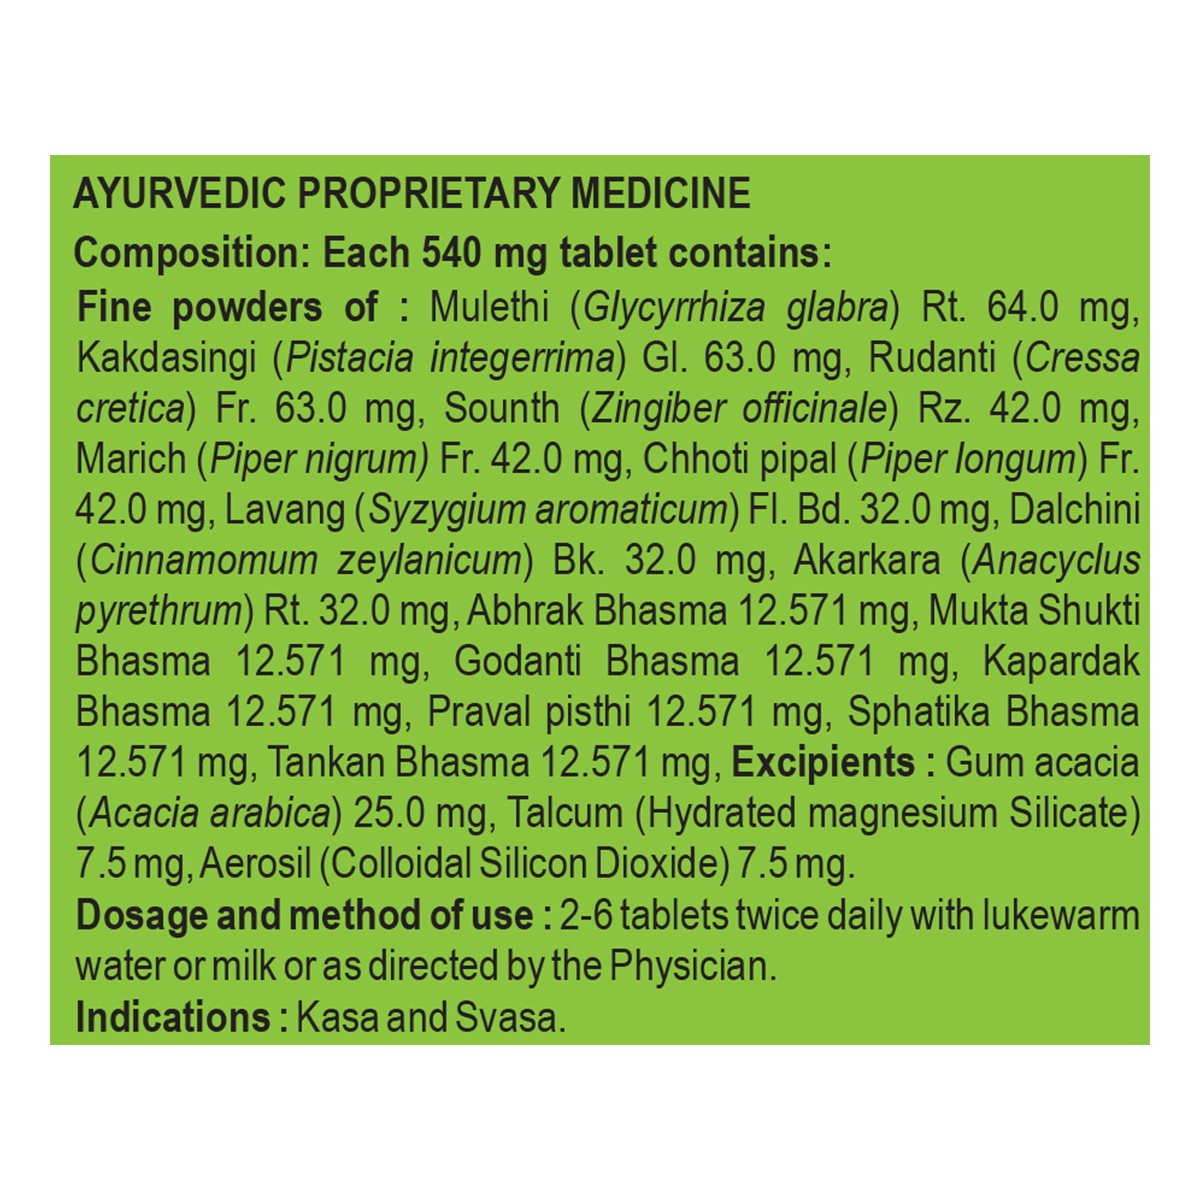 AYURVEDIC PROPRIETARY MEDICINE
Composition: Each 540 mg tablet contains:
Fine powders of : Mulethi (Glycyrrhiza glabra) Rt. 64.0 mg,
Kakdasingi (Pistacia integerrima) Gl. 63.0 mg, Rudanti (Cressa
cretica) Fr. 63.0 mg, Sounth (Zingiber officinale) Rz. 42.0 mg,
Marich (Piper nigrum) Fr. 42.0 mg, Chhoti pipal (Piper longum) Fr.
42.0 mg, Lavang (Syzygium aromaticum) Fl. Bd. 32.0 mg, Dalchini
(Cinnamomum zeylanicum) Bk. 32.0 mg, Akarkara (Anacyclus
pyrethrum) Rt. 32.0 mg, Abhrak Bhasma 12.571 mg, Mukta Shukti
Bhasma 12.571 mg, Godanti Bhasma 12.571 mg, Kapardak
Bhasma 12.571 mg, Praval pisthi 12.571 mg, Sphatika Bhasma
12.571 mg, Tankan Bhasma 12.571 mg, Excipients : Gum acacia
(Acacia arabica) 25.0 mg, Talcum (Hydrated magnesium Silicate)
7.5 mg, Aerosil (Colloidal Silicon Dioxide) 7.5 mg.
Dosage and method of use : 2-6 tablets twice daily with lukewarm
water or milk or as directed by the Physician.
Indications : Kasa and Svasa.